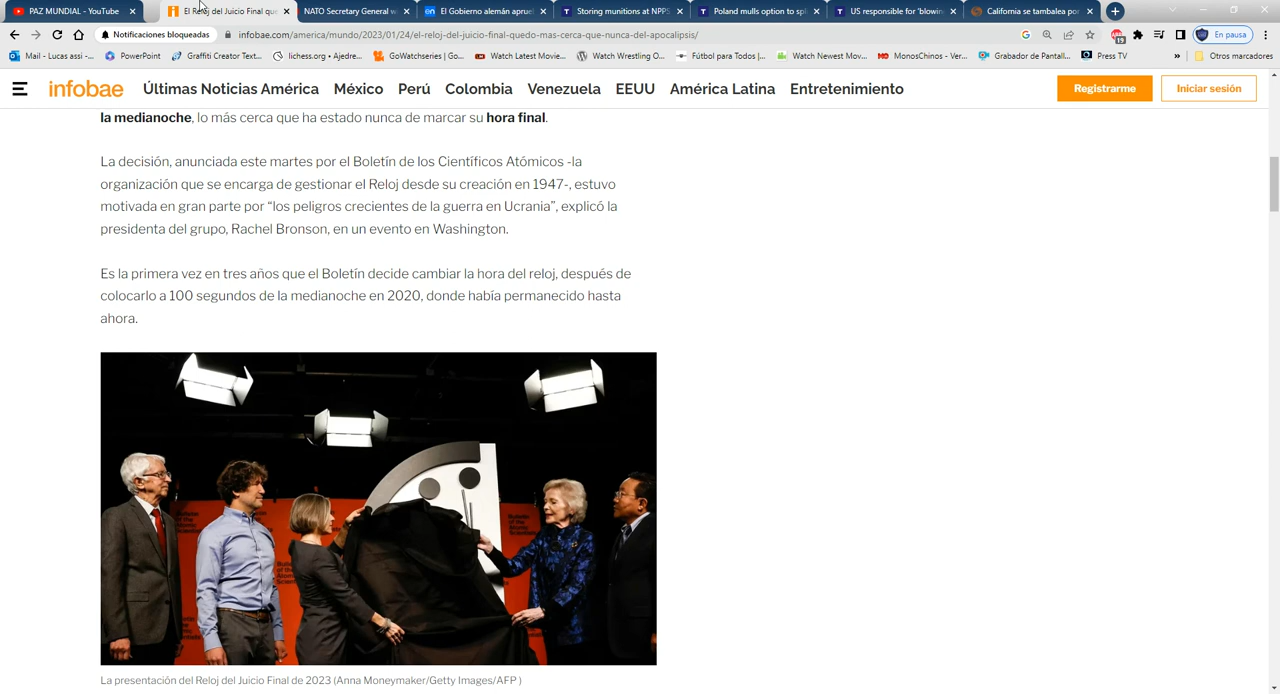 PAZ MUNDIAL - YouTube
El Reloj del Juicio Final que
NATO Secretary General w
El Gobierno alemán aprue
Storing munitions at NPPS
Poland mulls option to spl
US responsible for 'blowin
California se tambalea por
Notificaciones bloqueadas
infobae.com/america/mundo/2023/01/24/el-reloj-del-juicio-final-quedo-mas-cerca-que-nunca-del-apocalipsis/
19
En pausa
Mail - Lucas assi -...
PowerPoint
Graffiti Creator Text...
lichess.org • Ajedre...
GoWatchSeries | Go...
Watch Latest Movie...
Watch Wrestling O...
Fútbol para Todos |...
Watch Newest Mov...
MonosChinos - Ver...
Grabador de Pantall...
Press TV
»
Otros marcadores
infobae
Últimas Noticias América
México
Perú
Colombia
Venezuela
EEUU
América Latina
Entretenimiento
Registrarme
Iniciar sesión
la medianoche, lo más cerca que ha estado nunca de marcar su hora final.
La decisión, anunciada este martes por el Boletín de los Científicos Atómicos -la
organización que se encarga de gestionar el Reloj desde su creación en 1947-, estuvo
motivada en gran parte por “los peligros crecientes de la guerra en Ucrania”, explicó la
presidenta del grupo, Rachel Bronson, en un evento en Washington.
Es la primera vez en tres años que el Boletín decide cambiar la hora del reloj, después de
colocarlo a 100 segundos de la medianoche en 2020, donde había permanecido hasta
ahora.
Bulletin
of the
Atomic
Scientists
La presentación del Reloj del Juicio Final de 2023 (Anna Moneymaker/Getty Images/AFP )